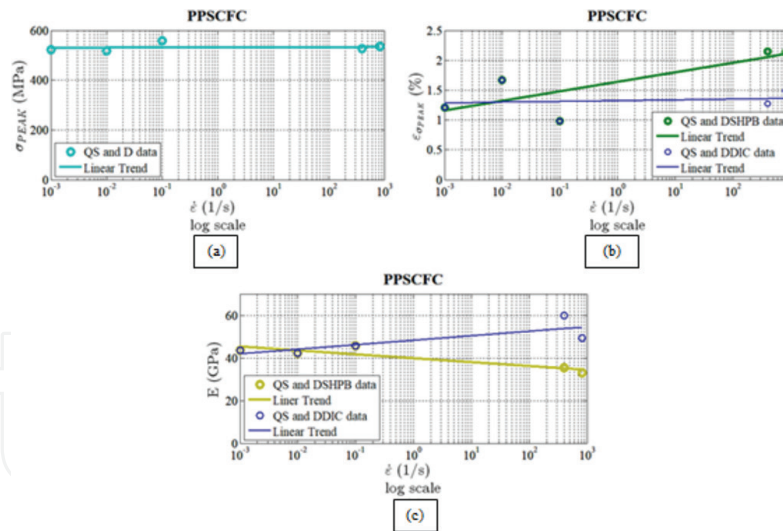 PPSCFC
600
400
200
0
σPEAK (MPa)
QS and D data
Linear Trend
10⁻³ 10⁻² 10⁻¹ 10⁰ 10¹ 10² 10³
ε̇ (1/s)
log scale
(a)
PPSCFC
2.5
2
1.5
1
0.5
0
εσPEAK (%)
QS and DSHPB data
Linear Trend
QS and DDIC data
Linear Trend
10⁻³ 10⁻² 10⁻¹ 10⁰ 10¹ 10²
ε̇ (1/s)
log scale
(b)
PPSCFC
60
40
20
0
E (GPa)
QS and DSHPB data
Liner Trend
QS and DDIC data
Linear Trend
10⁻³ 10⁻² 10⁻¹ 10⁰ 10¹ 10² 10³
ε̇ (1/s)
log scale
(c)